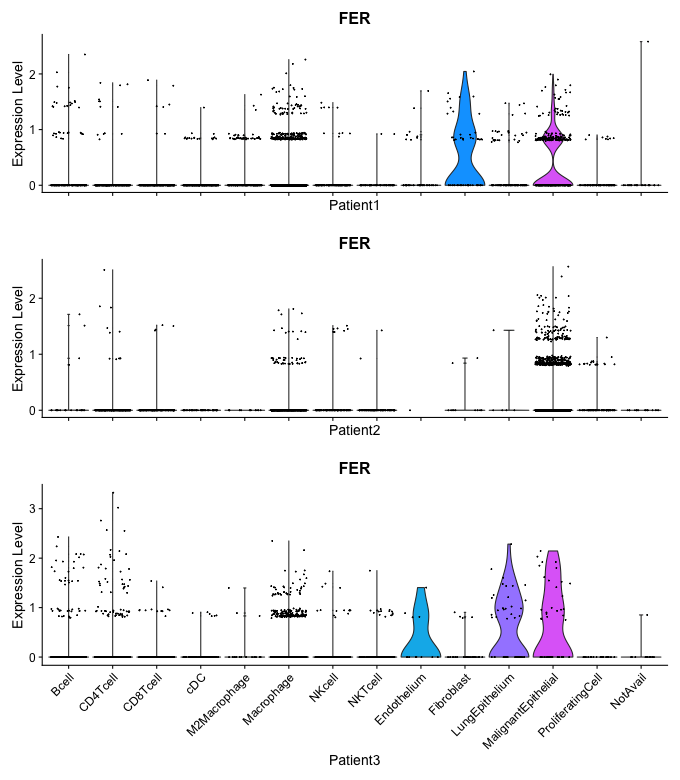 FER
Expression Level
2
1
0
Patient1
FER
Expression Level
2
1
0
Patient2
FER
Expression Level
3
2
1
0
Bcell
CD4Tcell
CD8Tcell
cDC
M2Macrophage
Macrophage
NKcell
NKTcell
Endothelium
Fibroblast
LungEpithelium
MalignantEpithelial
ProliferatingCell
NotAvail
Patient3